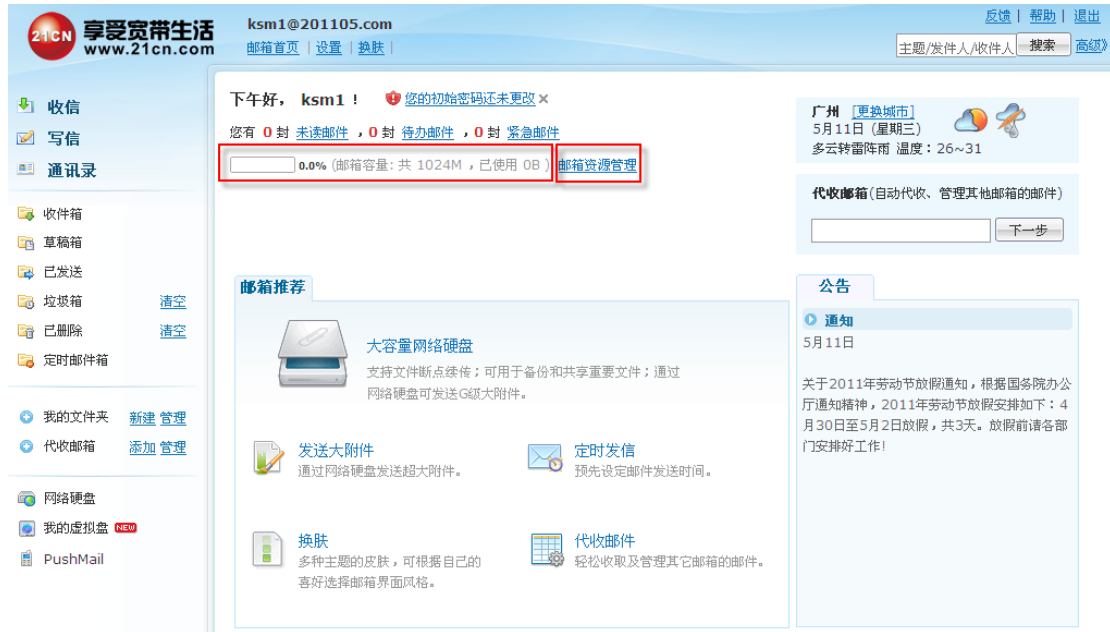 21CN 享受宽带生活
www.21cn.com
ksm1@201105.com
邮箱首页 | 设置 | 换肤 |
反馈 | 帮助 | 退出
主题/发件人/收件人 搜索 高级》
收信
写信
通讯录
收件箱
草稿箱
已发送
垃圾箱 清空
已删除 清空
定时邮件箱
我的文件夹 新建 管理
代收邮箱 添加 管理
网络硬盘
我的虚拟盘 NEW
PushMail
下午好， ksm1 ! 您的初始密码还未更改 ×
您有 0 封 未读邮件 ，0 封 待办邮件 ，0 封 紧急邮件
0.0% (邮箱容量: 共 1024M ，已使用 0B ) 邮箱资源管理
邮箱推荐
大容量网络硬盘
支持文件断点续传；可用于备份和共享重要文件；通过
网络硬盘可发送G级大附件。
发送大附件
通过网络硬盘发送超大附件。
定时发信
预先设定邮件发送时间。
换肤
多种主题的皮肤，可根据自己的
喜好选择邮箱界面风格。
代收邮件
轻松收取及管理其它邮箱的邮件。
广州 [更换城市]
5月11日 (星期三)
多云转雷阵雨 温度：26~31
代收邮箱(自动代收、管理其他邮箱的邮件)
下一步
公告
通知
5月11日
关于2011年劳动节放假通知，根据国务院办公
厅通知精神，2011年劳动节放假安排如下：4
月30日至5月2日放假，共3天。放假前请各部
门安排好工作!